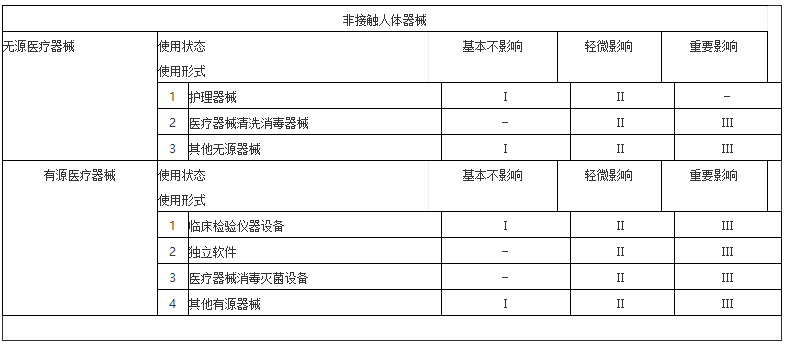 非接触人体器械
无源医疗器械 使用状态 基本不影响 轻微影响 重要影响
使用形式
1 护理器械 I II –
2 医疗器械清洗消毒器械 – II III
3 其他无源器械 I II III
有源医疗器械 使用状态 基本不影响 轻微影响 重要影响
使用形式
1 临床检验仪器设备 I II III
2 独立软件 – II III
3 医疗器械消毒灭菌设备 – II III
4 其他有源器械 I II III